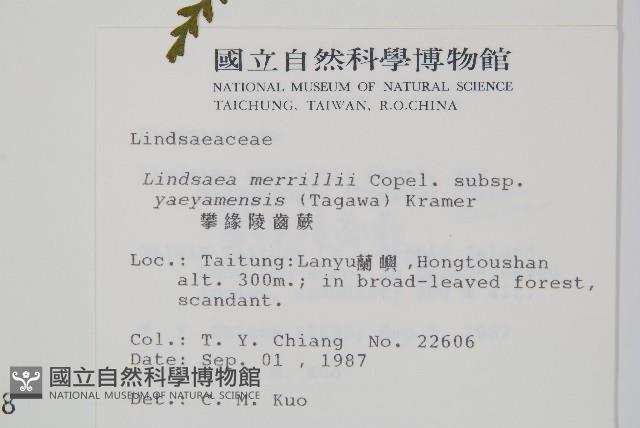 國立自然科學博物館
NATIONAL MUSEUM OF NATURAL SCIENCE
TAICHUNG, TAIWAN, R.O.CHINA
Lindsaeaceae
Lindsaea merrillii Copel. subsp.
yaeyamensis (Tagawa) Kramer
攀緣陵齒蕨
Loc.: Taitung:Lanyu蘭嶼,Hongtoushan
alt. 300m.; in broad-leaved forest,
scandant.
Col.: T. Y. Chiang No. 22606
Date: Sep. 01 , 1987
國立自然科學博物館
NATIONAL MUSEUM OF NATURAL SCIENCE
8
Det.: C. M. Kuo